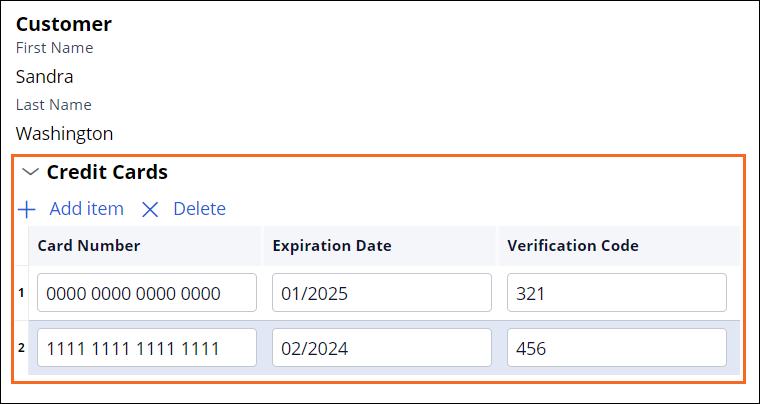 Customer
First Name
Sandra
Last Name
Washington
Credit Cards
Add item Delete
Card Number Expiration Date Verification Code
1 0000 0000 0000 0000 01/2025 321
2 1111 1111 1111 1111 02/2024 456